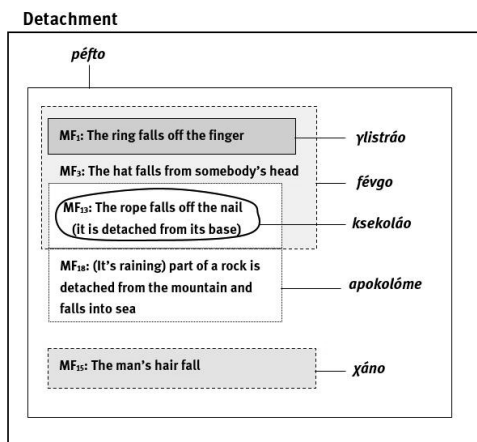 Detachment
péfto
MF₁: The ring falls off the finger
γlistráo
MF₃: The hat falls from somebody's head
févgo
MF₁₃: The rope falls off the nail
(it is detached from its base)
ksekoláo
MF₁₈: (It's raining) part of a rock is
detached from the mountain and
falls into sea
apokolóme
MF₁₅: The man's hair fall
χáno